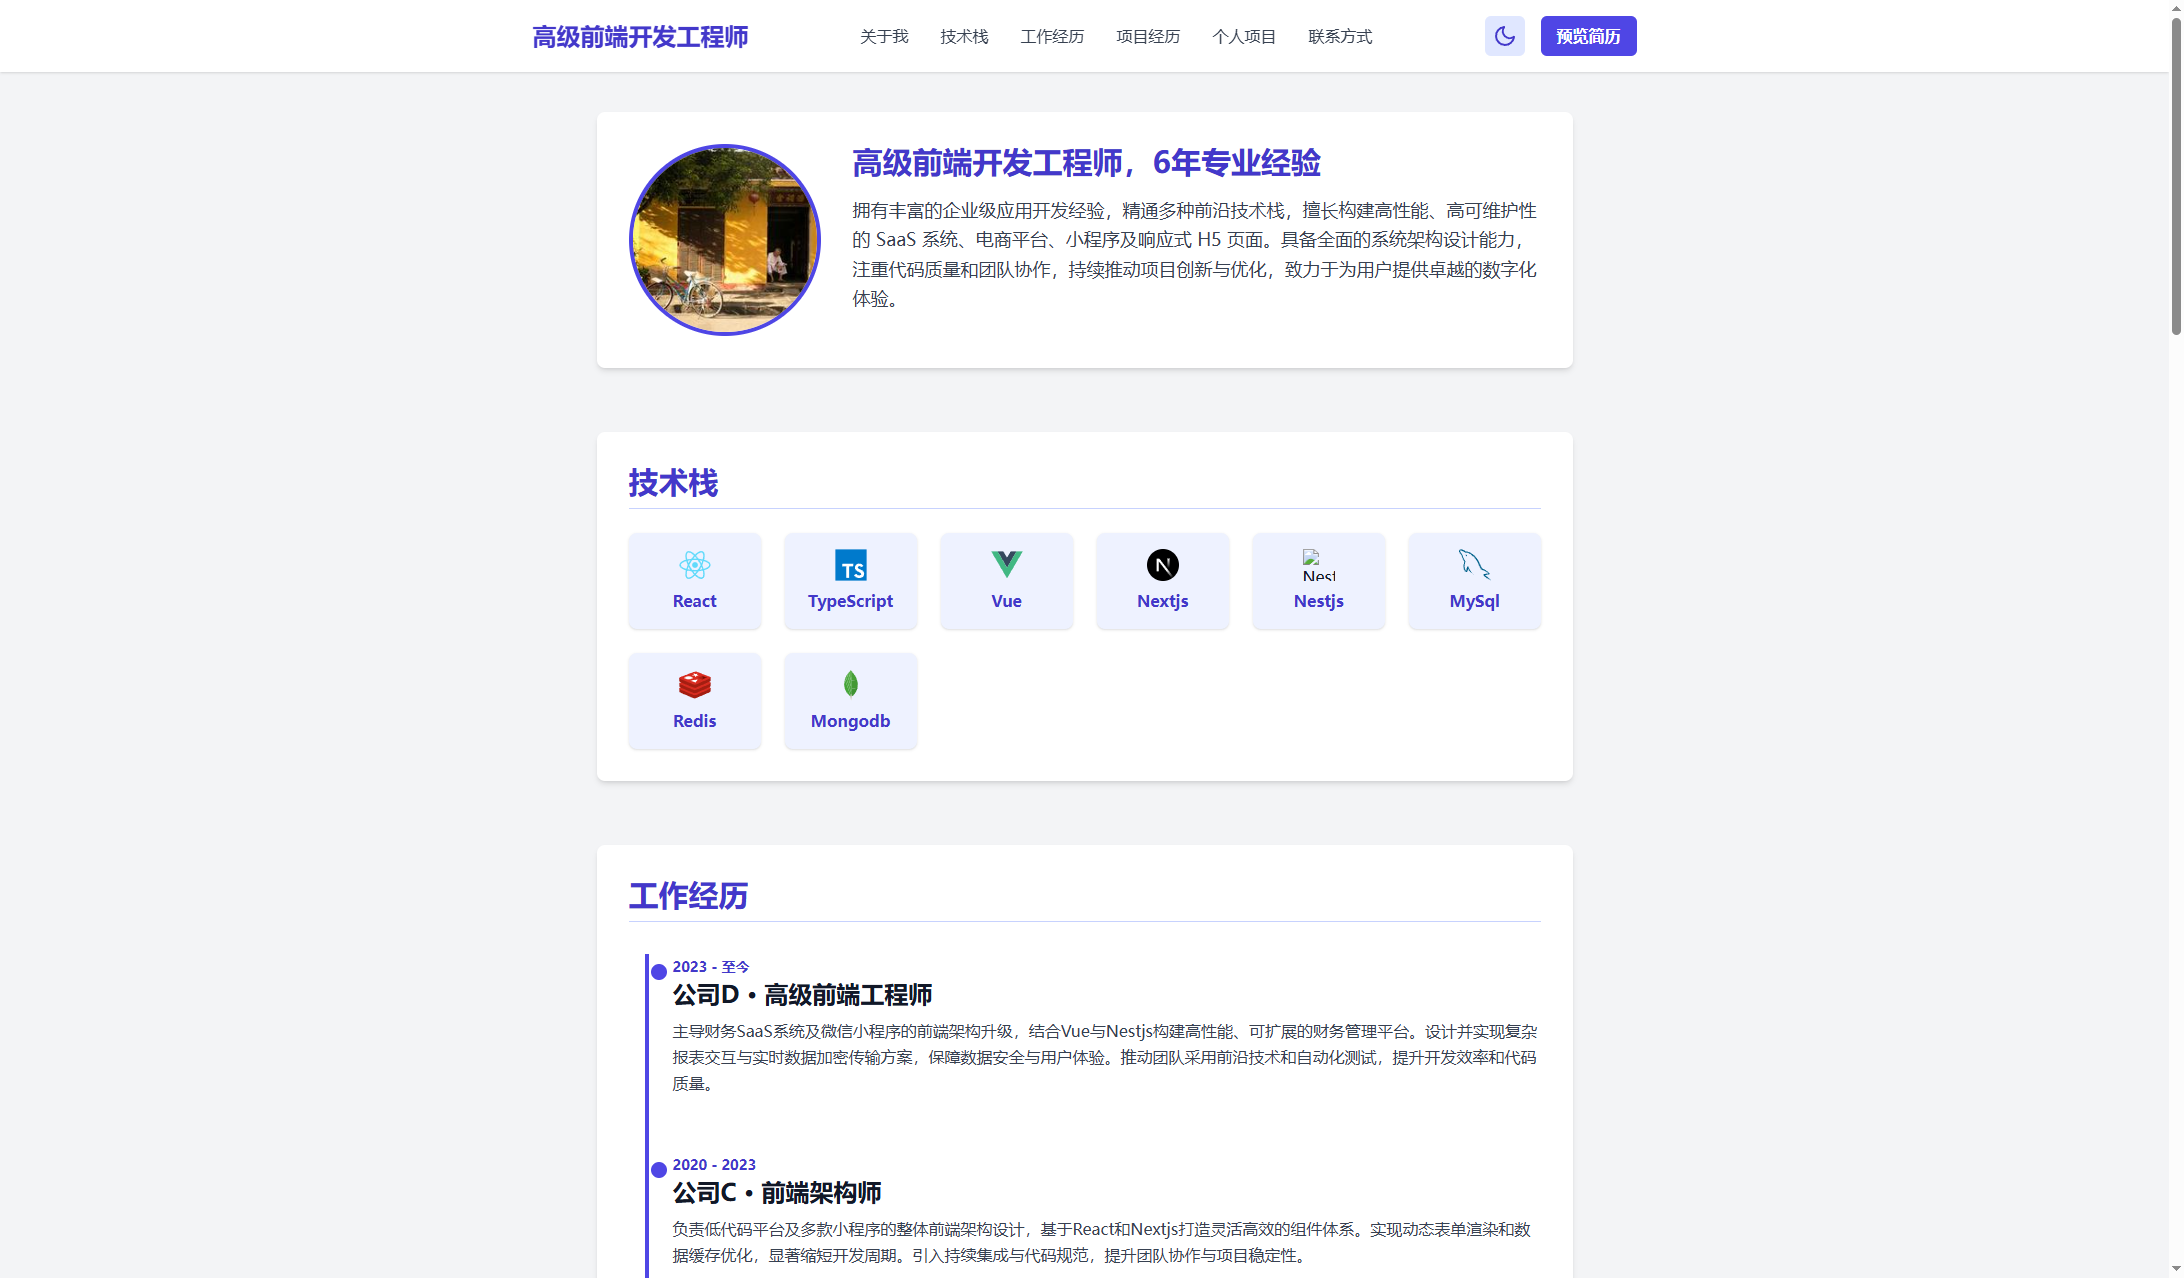 高级前端开发工程师
关于我
技术栈
工作经历
项目经历
个人项目
联系方式
预览简历
高级前端开发工程师，6年专业经验
拥有丰富的企业级应用开发经验，精通多种前沿技术栈，擅长构建高性能、高可维护性
的 SaaS 系统、电商平台、小程序及响应式 H5 页面。具备全面的系统架构设计能力，
注重代码质量和团队协作，持续推动项目创新与优化，致力于为用户提供卓越的数字化
体验。
技术栈
React
TS
TypeScript
Vue
N
Nextjs
Nest
Nestjs
MySql
Redis
Mongodb
工作经历
2023 - 至今
公司D · 高级前端工程师
主导财务SaaS系统及微信小程序的前端架构升级，结合Vue与Nestjs构建高性能、可扩展的财务管理平台。设计并实现复杂
报表交互与实时数据加密传输方案，保障数据安全与用户体验。推动团队采用前沿技术和自动化测试，提升开发效率和代码
质量。
2020 - 2023
公司C · 前端架构师
负责低代码平台及多款小程序的整体前端架构设计，基于React和Nextjs打造灵活高效的组件体系。实现动态表单渲染和数
据缓存优化，显著缩短开发周期。引入持续集成与代码规范，提升团队协作与项目稳定性。